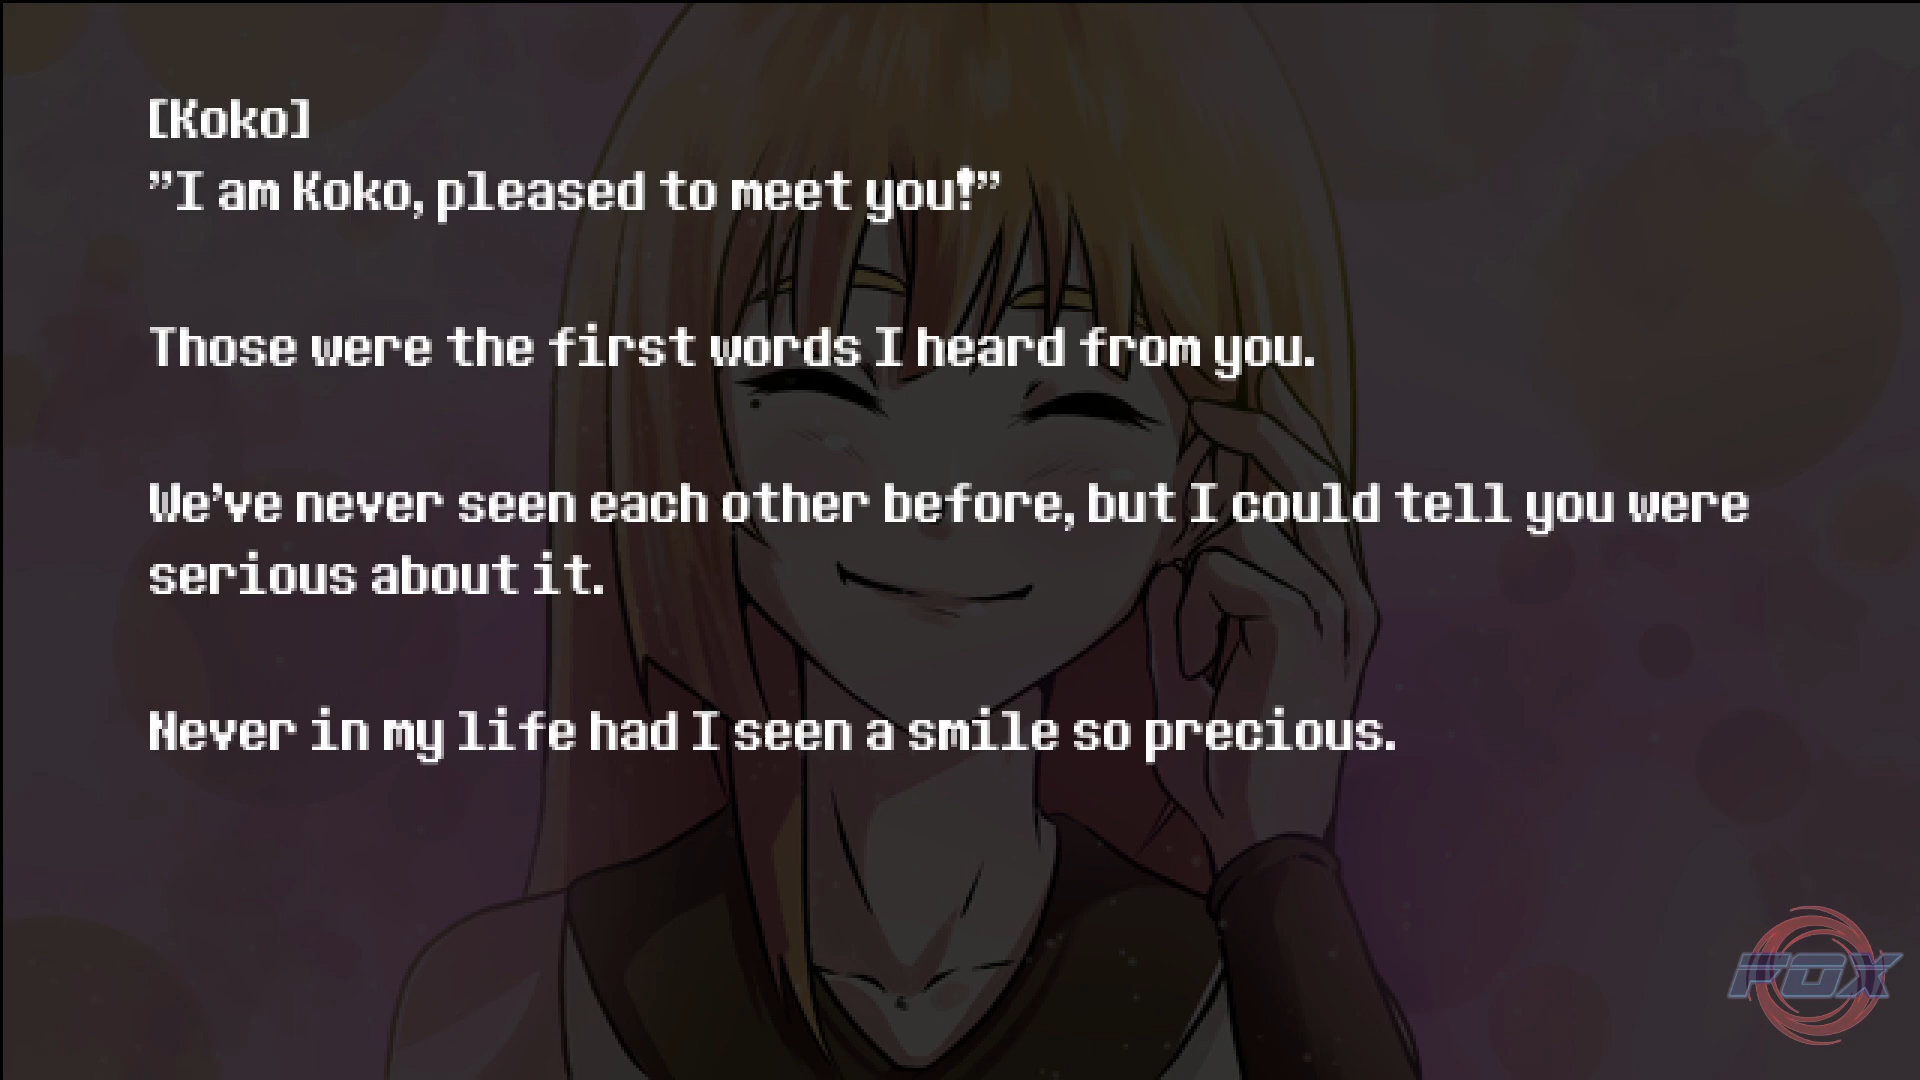 [Koko]
”I am Koko, pleased to meet you!”
Those were the first words I heard from you.
We’ve never seen each other before, but I could tell you were
serious about it.
Never in my life had I seen a smile so precious.
FOX